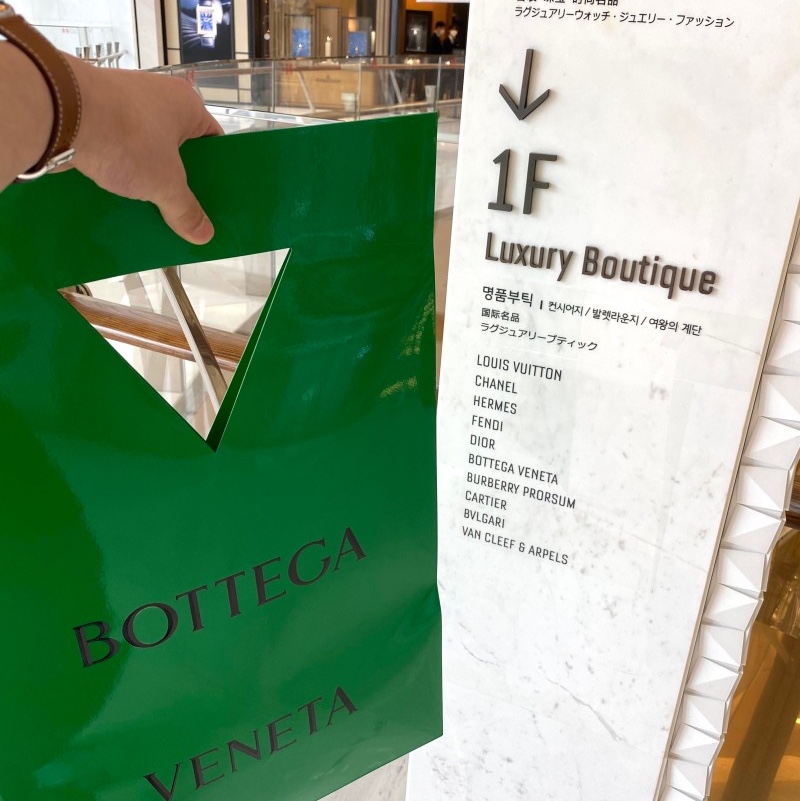 ラグジュアリーウォッチ・ジュエリー・ファッション
1F
Luxury Boutique
명품부틱 | 컨시어지 / 발렛라운지 / 여왕의 계단
国际名品
ラグジュアリーブティック
LOUIS VUITTON
CHANEL
HERMES
FENDI
DIOR
BOTTEGA VENETA
BURBERRY PRORSUM
CARTIER
BVLGARI
VAN CLEEF & ARPELS
BOTTEGA
VENETA